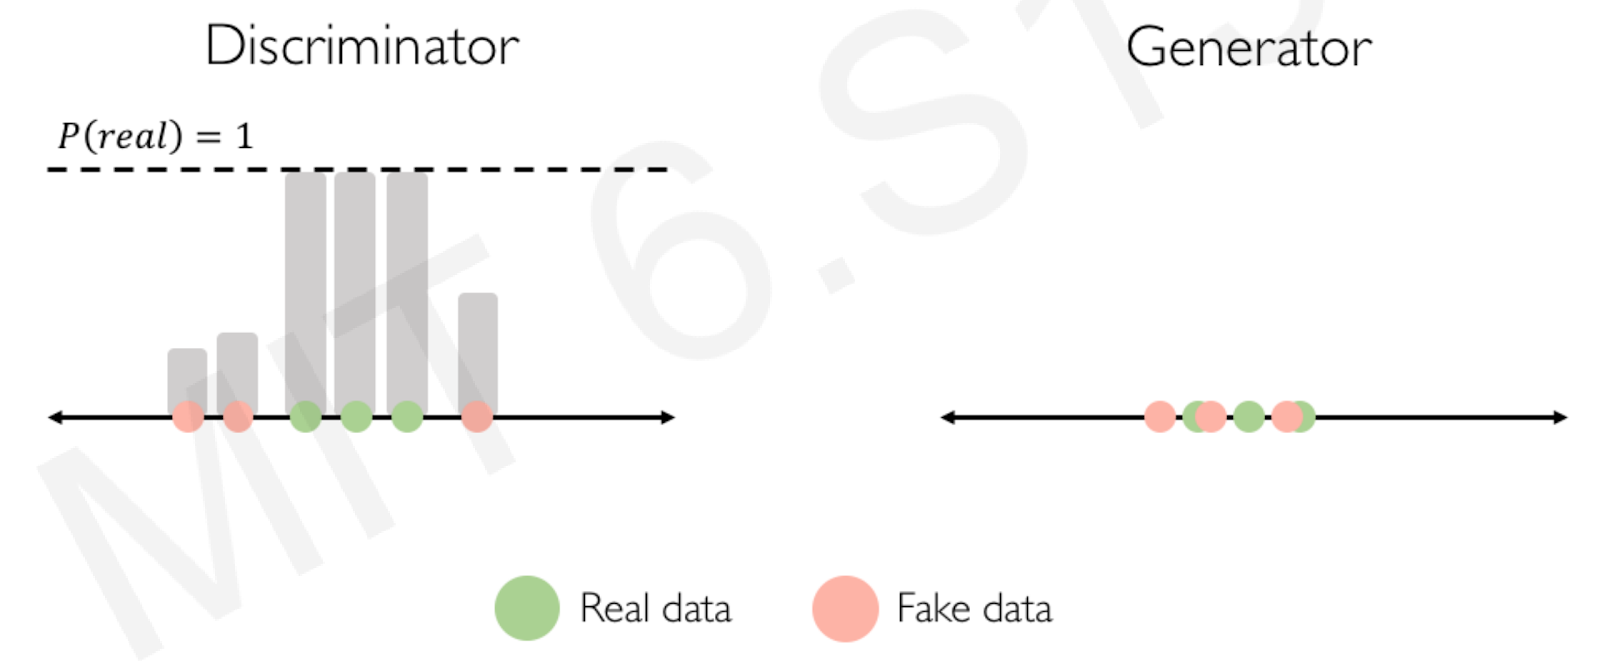 Discriminator
Generator
P(real) = 1
Real data
Fake data
MIT 6.S1